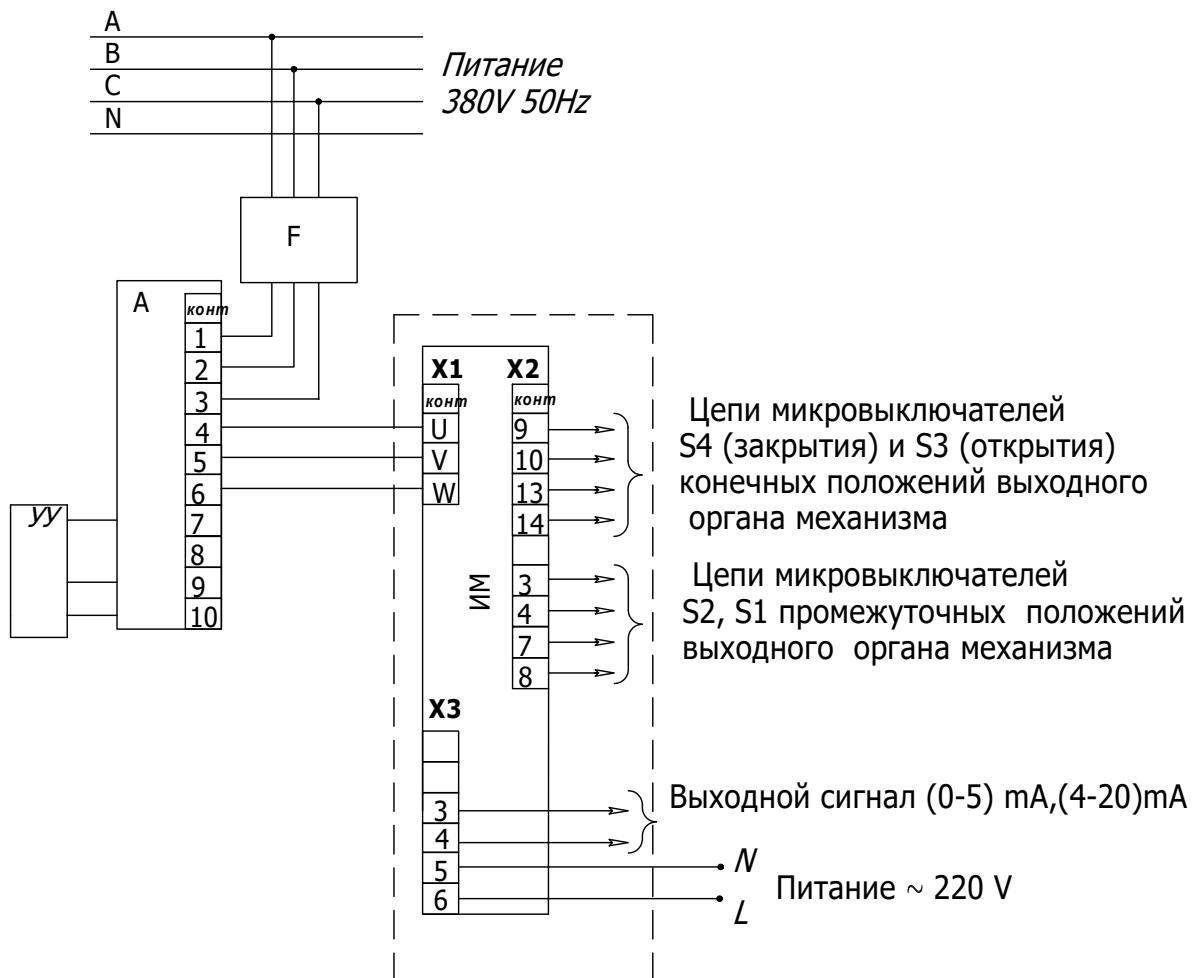 A
B
C
N
Питание
380V 50Hz
F
A
конт
1
2
3
4
5
6
7
8
9
10
УУ
X1
конт
U
V
W
X2
конт
9
10
13
14
3
4
7
8
ИМ
X3
3
4
5
6
Цепи микровыключателей
S4 (закрытия) и S3 (открытия)
конечных положений выходного
органа механизма
Цепи микровыключателей
S2, S1 промежуточных положений
выходного органа механизма
Выходной сигнал (0-5) mA,(4-20)mA
N
Питание ~ 220 V
L